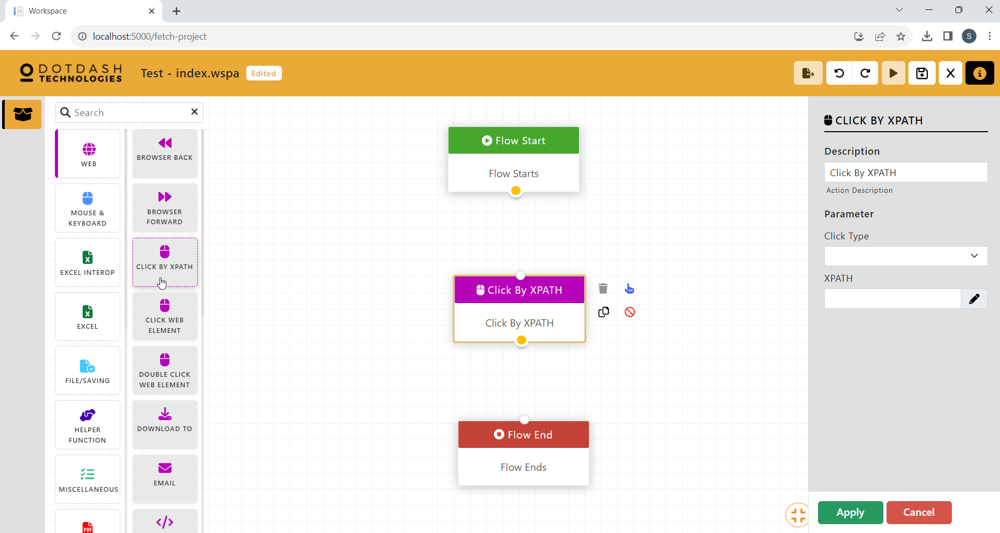 Workspace
localhost:5000/fetch-project
DOTDASH
TECHNOLOGIES
Test - index.wspa
Edited
S
Search
WEB
BROWSER BACK
MOUSE &
KEYBOARD
BROWSER
FORWARD
EXCEL INTEROP
CLICK BY XPATH
EXCEL
CLICK WEB
ELEMENT
FILE/SAVING
DOUBLE CLICK
WEB ELEMENT
HELPER
FUNCTION
DOWNLOAD TO
MISCELLANEOUS
EMAIL
PDF
Flow Start
Flow Starts
Click By XPATH
Click By XPATH
Flow End
Flow Ends
CLICK BY XPATH
Description
Click By XPATH
Action Description
Parameter
Click Type
XPATH
Apply
Cancel